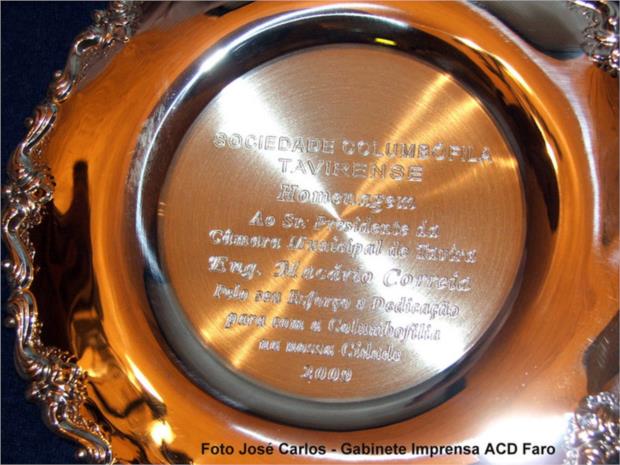 SOCIEDADE COLUMBÓFILA
TAVIRENSE
Homenagem
Ao Sr. Presidente da
Câmara Municipal de Tavira
Eng. Macário Correia
Pelo seu Esforço e Dedicação
para com a Columbofilia
na nossa Cidade
2009
Foto José Carlos - Gabinete Imprensa ACD Faro